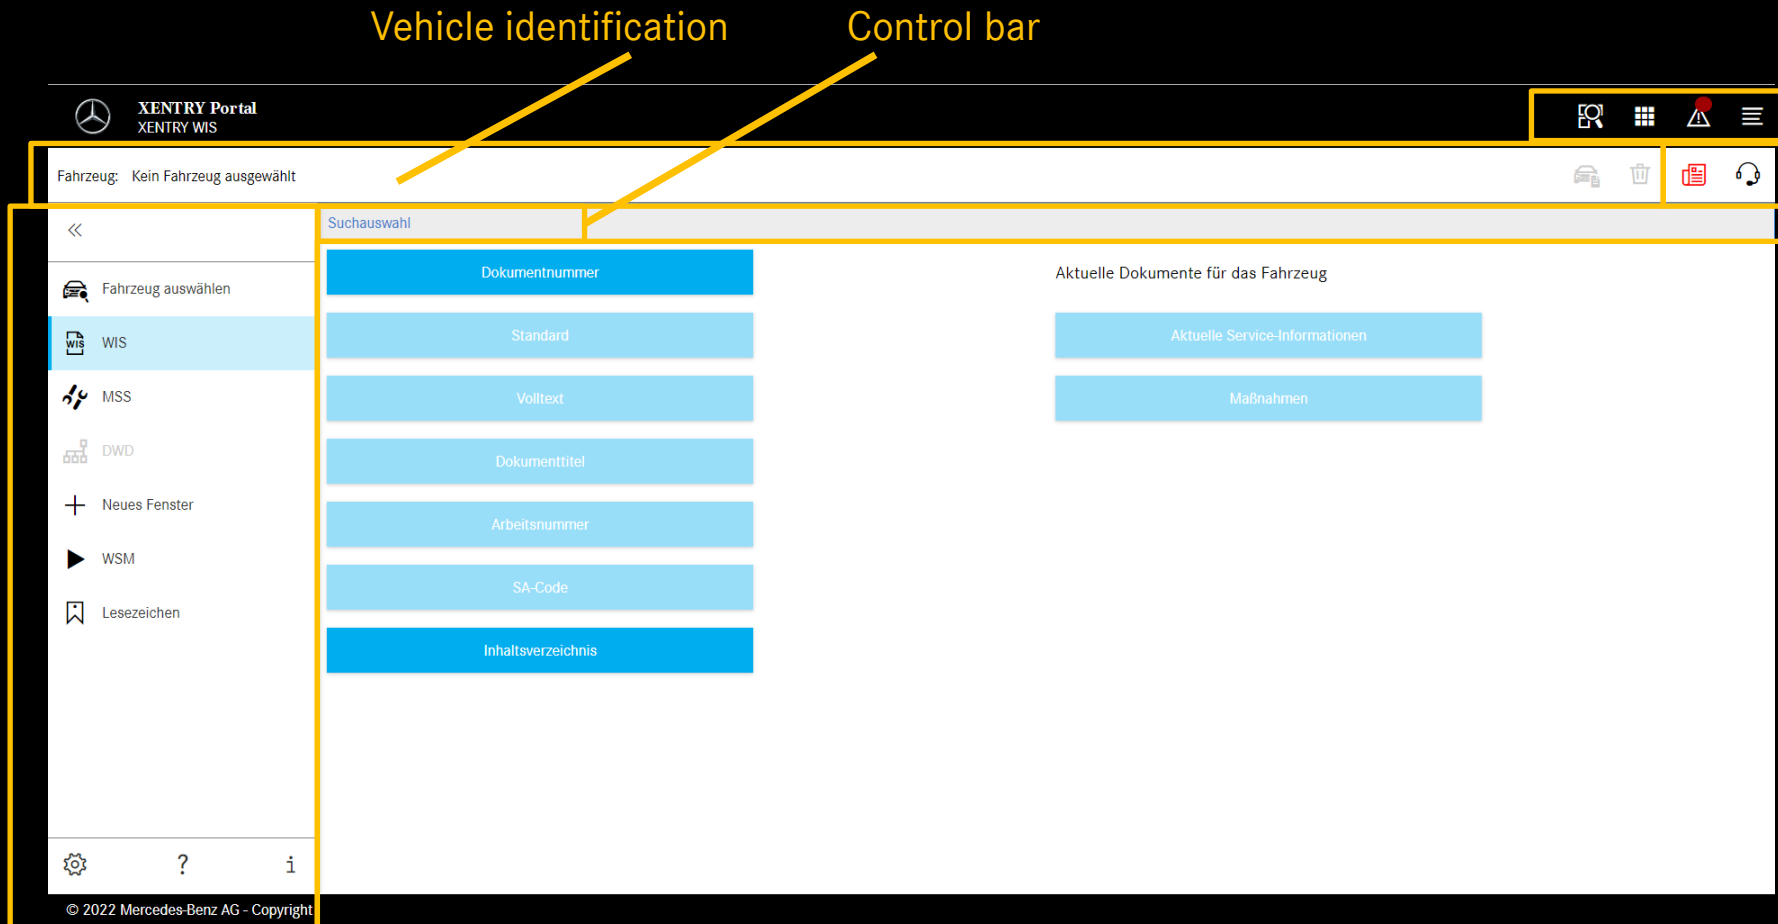 Vehicle identification
Control bar
XENTRY Portal
XENTRY WIS
Fahrzeug: Kein Fahrzeug ausgewählt
Suchauswahl
Fahrzeug auswählen
WIS
WIS
MSS
DWD
Neues Fenster
WSM
Lesezeichen
Dokumentnummer
Standard
Volltext
Dokumenttitel
Arbeitsnummer
SA-Code
Inhaltsverzeichnis
Aktuelle Dokumente für das Fahrzeug
Aktuelle Service-Informationen
Maßnahmen
? i
© 2022 Mercedes-Benz AG - Copyright